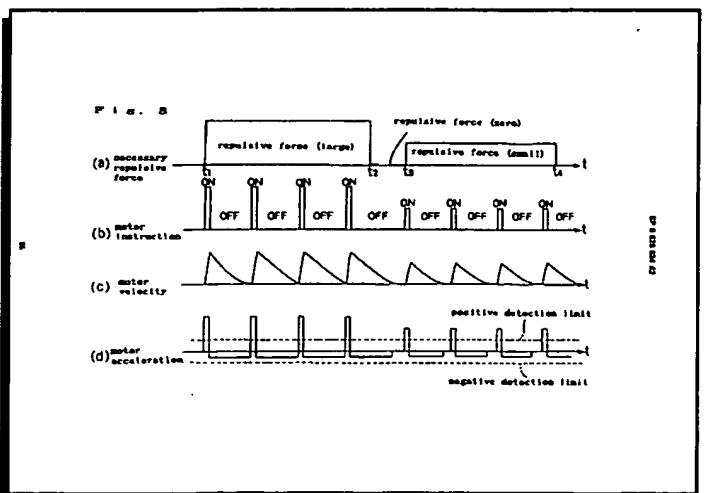 Fig. 8
repulsive force (zero)
repulsive force (large)
repulsive force (small)
(a) necessary repulsive force
t1 t2 t3 t4 t
ON ON ON ON
ON ON ON ON
OFF OFF OFF OFF OFF OFF OFF OFF
(b) motor instruction
t
(c) motor velocity
t
positive detection limit
(d) motor acceleration
t
negative detection limit